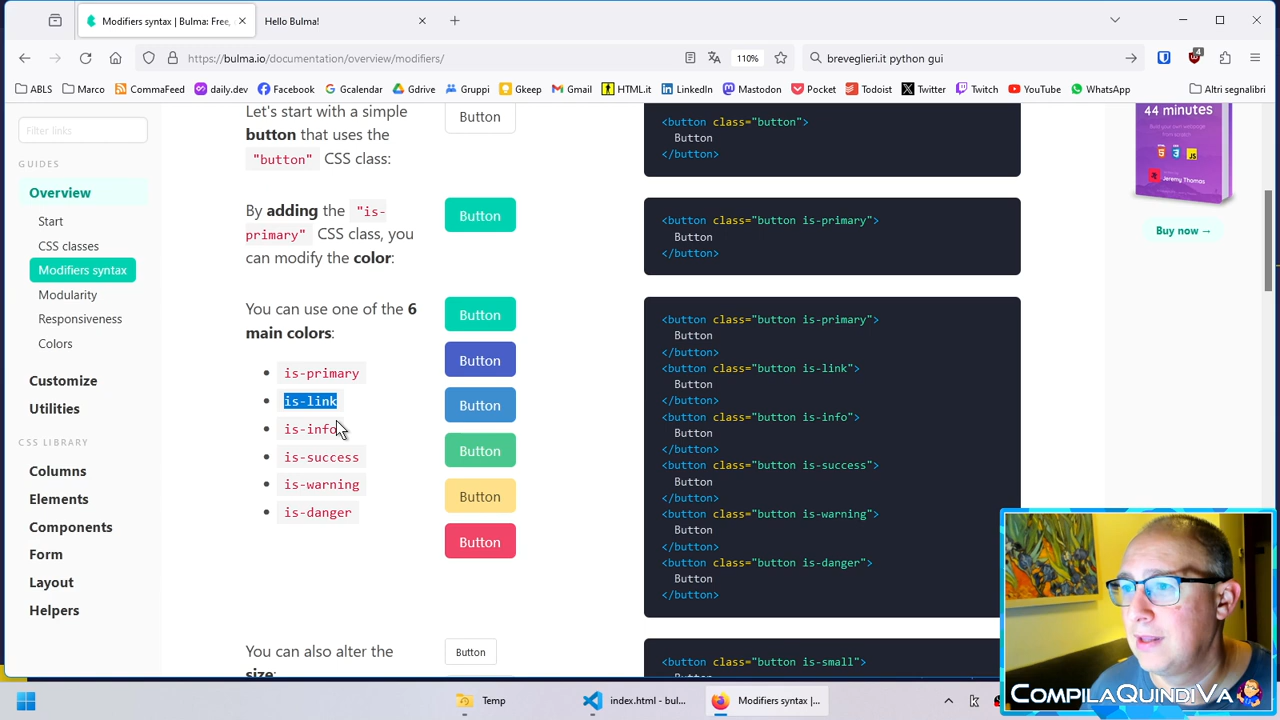 Modifiers syntax | Bulma: Free,
Hello Bulma!
https://bulma.io/documentation/overview/modifiers/
110%
breveglieri.it python gui
4
ABLS
Marco
CommaFeed
daily.dev
Facebook
Gcalendar
Gdrive
Gruppi
Gkeep
Gmail
HTML.it
LinkedIn
Mastodon
Pocket
Todoist
Twitter
Twitch
YouTube
WhatsApp
Altri segnalibri
Filter links
GUIDES
Overview
Start
CSS classes
Modifiers syntax
Modularity
Responsiveness
Colors
Customize
Utilities
CSS LIBRARY
Columns
Elements
Components
Form
Layout
Helpers
Let's start with a simple
button that uses the
"button" CSS class:
Button
<button class="button">
Button
</button>
By adding the "is-
primary" CSS class, you
can modify the color:
Button
<button class="button is-primary">
Button
</button>
You can use one of the 6
main colors:
is-primary
is-link
is-info
is-success
is-warning
is-danger
Button
Button
Button
Button
Button
Button
<button class="button is-primary">
Button
</button>
<button class="button is-link">
Button
</button>
<button class="button is-info">
Button
</button>
<button class="button is-success">
Button
</button>
<button class="button is-warning">
Button
</button>
<button class="button is-danger">
Button
</button>
You can also alter the
size:
Button
<button class="button is-small">
44 minutes
Jeremy Thomas
Buy now →
COMPILAQUINDIVA
Temp
index.html - bul...
Modifiers syntax |...